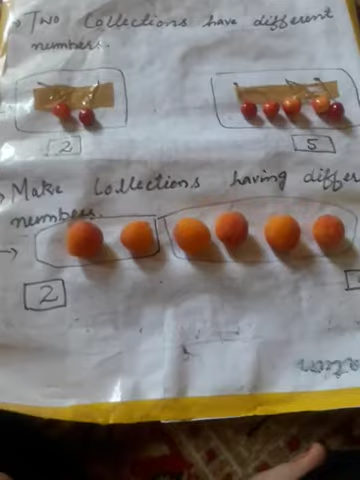 Two Collections have different
numbers.
2 5
Make Collections having differ
numbers.
2